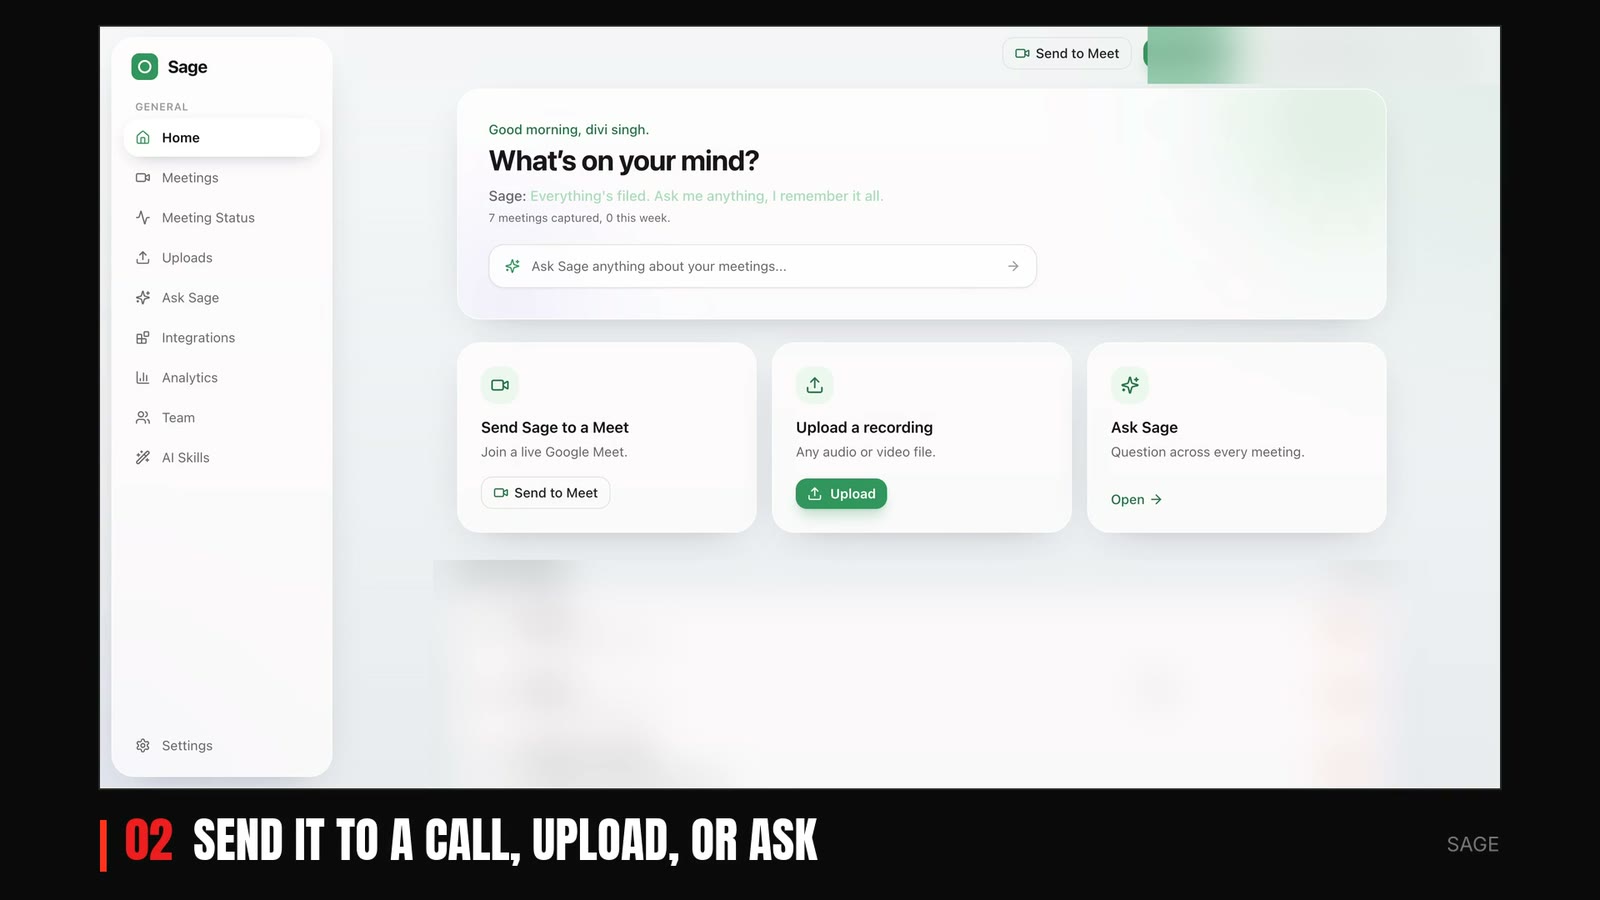 Sage
GENERAL
Home
Meetings
Meeting Status
Uploads
Ask Sage
Integrations
Analytics
Team
AI Skills
Settings
Send to Meet
Good morning, divi singh.
What's on your mind?
Sage: Everything's filed. Ask me anything, I remember it all.
7 meetings captured, 0 this week.
Ask Sage anything about your meetings...
Send Sage to a Meet
Join a live Google Meet.
Send to Meet
Upload a recording
Any audio or video file.
Upload
Ask Sage
Question across every meeting.
Open
02 SEND IT TO A CALL, UPLOAD, OR ASK
SAGE